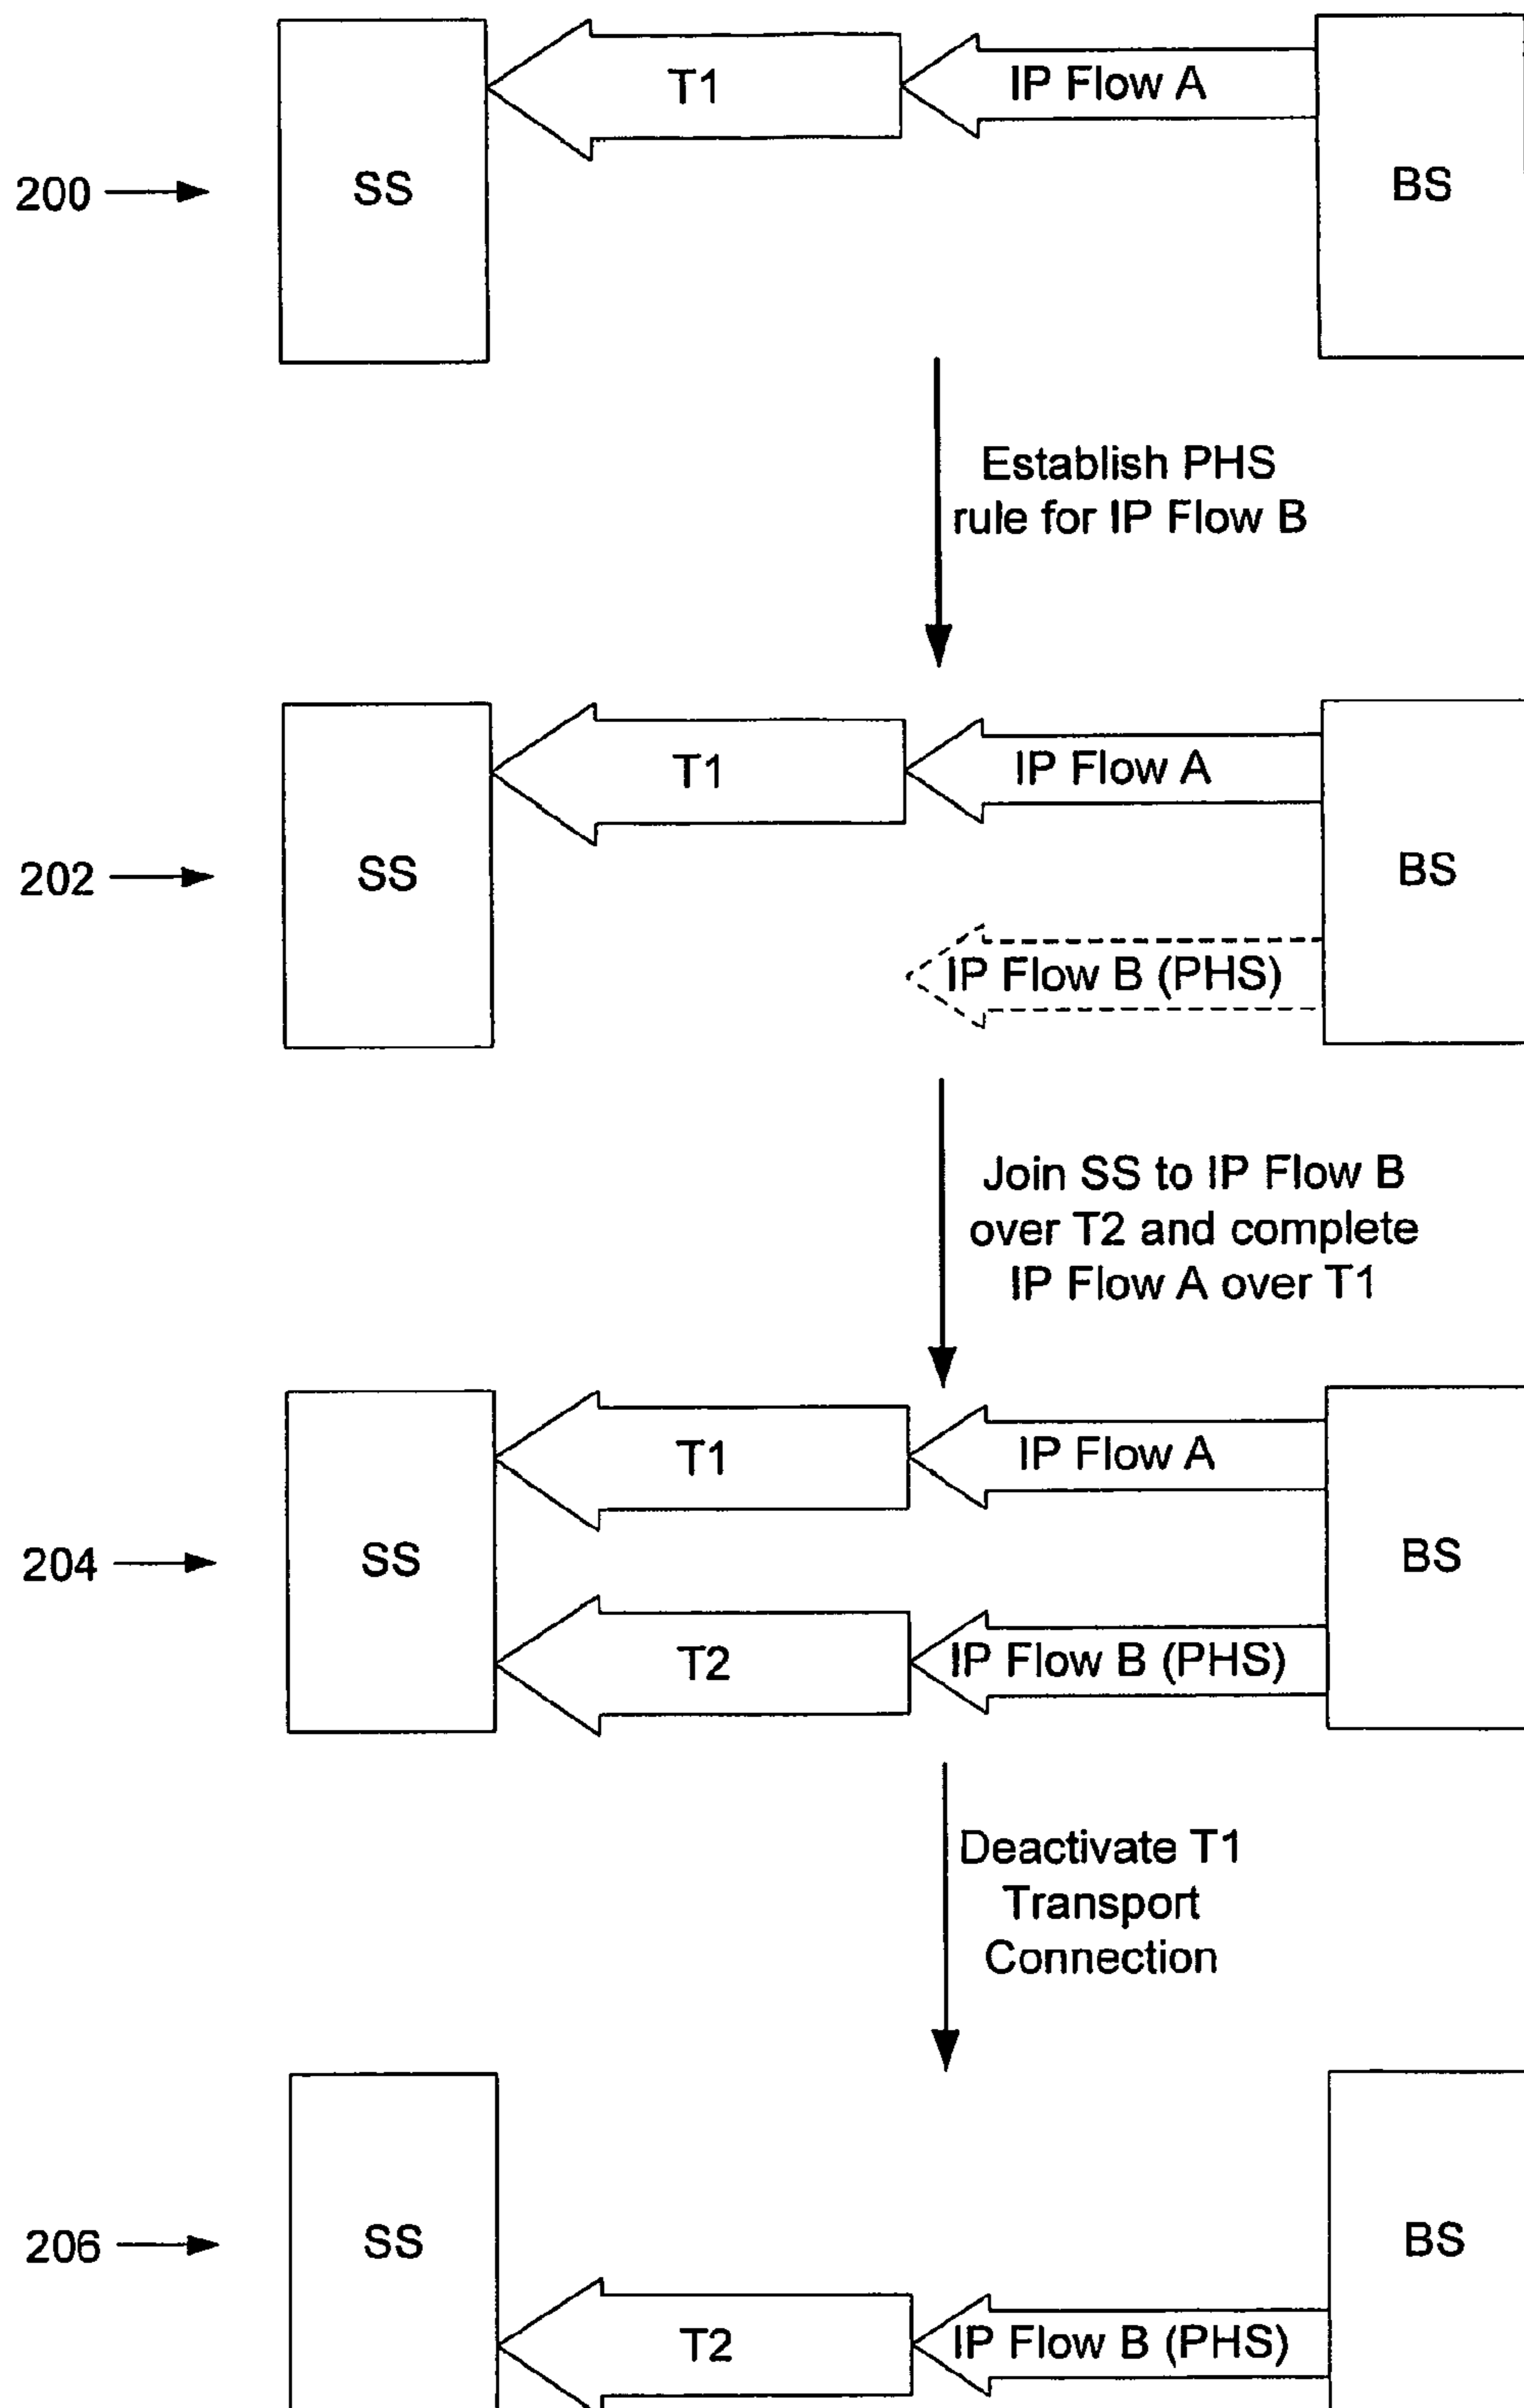 T1
IP Flow A
200
SS
BS
Establish PHS
rule for IP Flow B
T1
IP Flow A
202
SS
BS
IP Flow B (PHS)
Join SS to IP Flow B
over T2 and complete
IP Flow A over T1
T1
IP Flow A
204
SS
BS
T2
IP Flow B (PHS)
Deactivate T1
Transport
Connection
206
SS
BS
T2
IP Flow B (PHS)